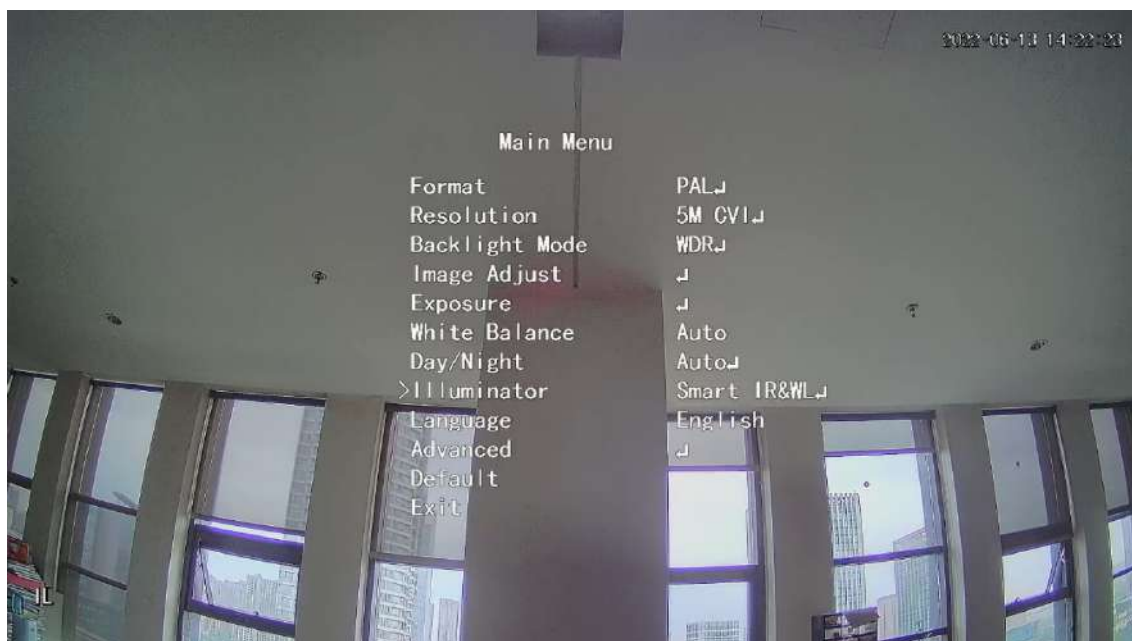 2022-06-13 14:22:23
Main Menu
Format PAL↵
Resolution 5M CVI↵
Backlight Mode WDR↵
Image Adjust ↵
Exposure ↵
White Balance Auto
Day/Night Auto↵
>Illuminator Smart IR&WL↵
Language English
Advanced ↵
Default
Exit